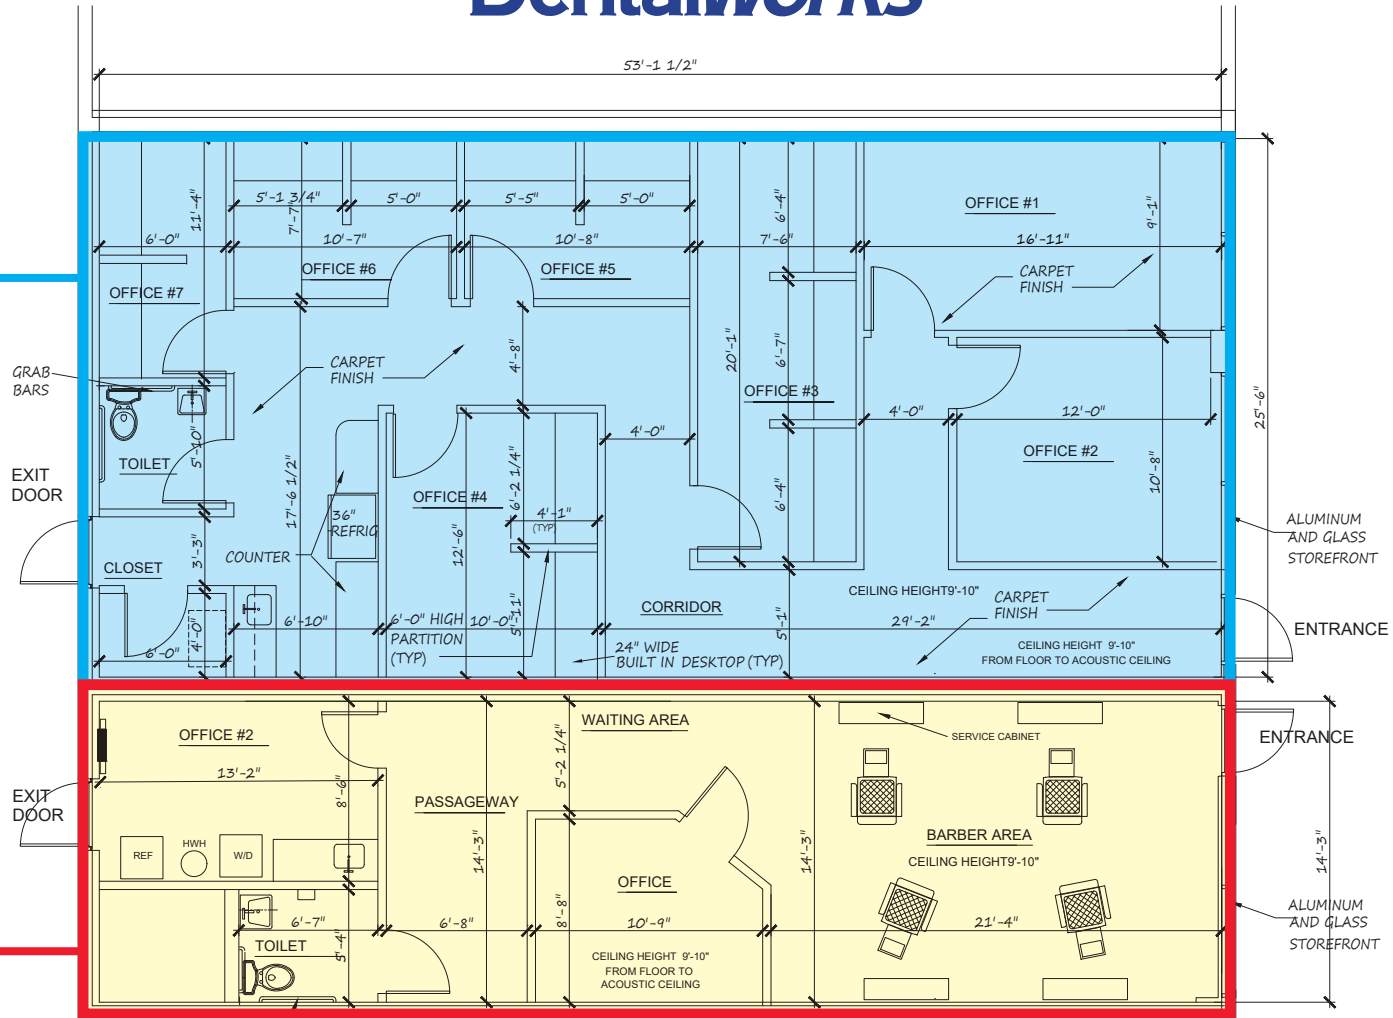 DentalWorks
53'-1 1/2"
5'-1 3/4"
5'-0"
5'-5"
5'-0"
11'-4"
7'-7"
6'-4"
OFFICE #1
9'-1"
6'-0"
10'-7"
10'-8"
7'-6"
16'-11"
OFFICE #6
OFFICE #5
CARPET
FINISH
OFFICE #7
GRAB
BARS
CARPET
FINISH
4'-8"
20'-1"
6'-7"
OFFICE #3
4'-0"
12'-0"
25'-6"
4'-0"
OFFICE #2
TOILET
5'-10"
EXIT
DOOR
17'-6 1/2"
36"
REFRIG
OFFICE #4
6'-2 1/4"
4'-1"
(TYP)
6'-4"
10'-8"
ALUMINUM
AND GLASS
STOREFRONT
COUNTER
12'-6"
3'-3"
CLOSET
CEILING HEIGHT9'-10"
CARPET
FINISH
CORRIDOR
6'-10"
6'-0" HIGH
PARTITION
(TYP)
10'-0"
5'-11"
5'-1"
29'-2"
ENTRANCE
4'-0"
6'-0"
24" WIDE
BUILT IN DESKTOP (TYP)
CEILING HEIGHT 9'-10"
FROM FLOOR TO ACOUSTIC CEILING
OFFICE #2
WAITING AREA
SERVICE CABINET
ENTRANCE
13'-2"
8'-6"
5'-2 1/4"
EXIT
DOOR
PASSAGEWAY
14'-3"
14'-3"
BARBER AREA
CEILING HEIGHT9'-10"
14'-3"
REF
HWH
W/D
OFFICE
6'-7"
6'-8"
8'-8"
10'-9"
21'-4"
ALUMINUM
AND GLASS
STOREFRONT
TOILET
5'-4"
CEILING HEIGHT 9'-10"
FROM FLOOR TO
ACOUSTIC CEILING